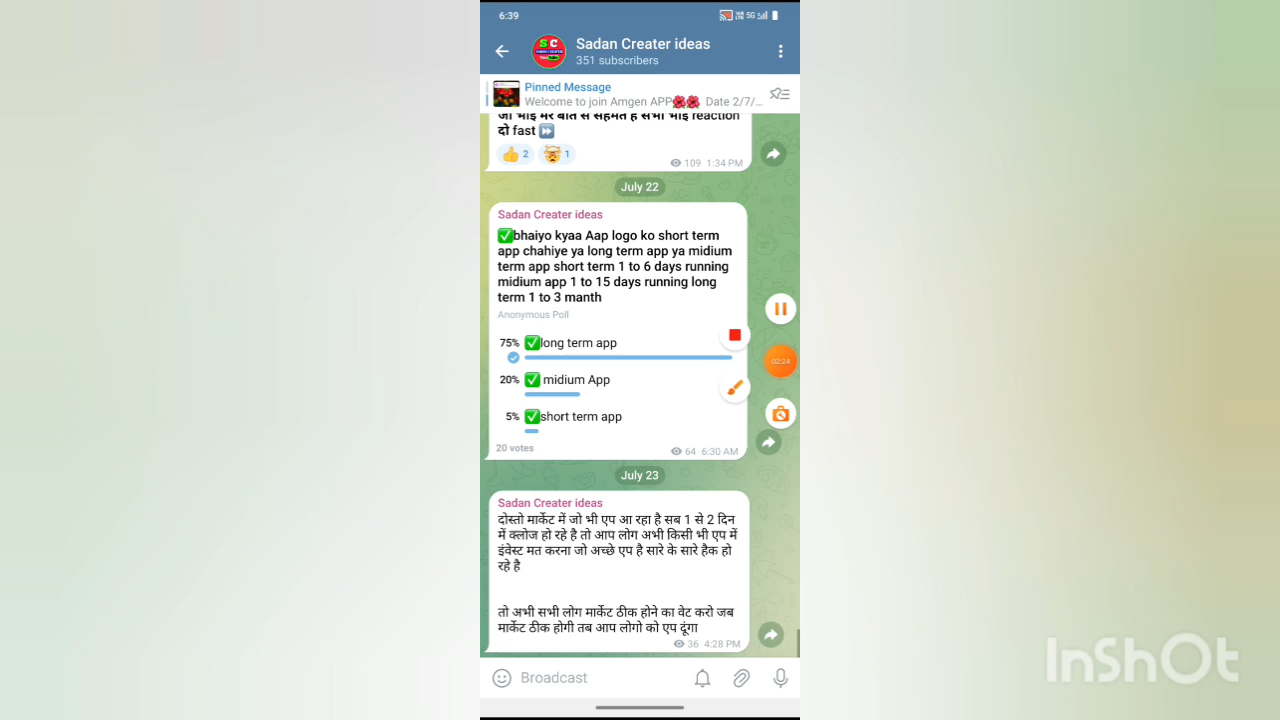 6:39
5G
Sadan Creater ideas
351 subscribers
Pinned Message
Welcome to join Amgen APP🌺🌺 Date 2/7/...
जो भाई मेरे बात से सहमत है सभी भाई reaction
दो fast ⏩
👍 2 🤯 1
109 1:34 PM
July 22
Sadan Creater ideas
✅bhaiyo kyaa Aap logo ko short term
app chahiye ya long term app ya midium
term app short term 1 to 6 days running
midium app 1 to 15 days running long
term 1 to 3 manth
Anonymous Poll
75% ✅long term app
20% ✅ midium App
5% ✅short term app
20 votes
64 6:30 AM
02:24
July 23
Sadan Creater ideas
दोस्तो मार्केट में जो भी एप आ रहा है सब 1 से 2 दिन
में क्लोज हो रहे है तो आप लोग अभी किसी भी एप में
इंवेस्ट मत करना जो अच्छे एप है सारे के सारे हैक हो
रहे है
तो अभी सभी लोग मार्केट ठीक होने का वेट करो जब
मार्केट ठीक होगी तब आप लोगो को एप दूंगा
36 4:28 PM
Broadcast
InShOt